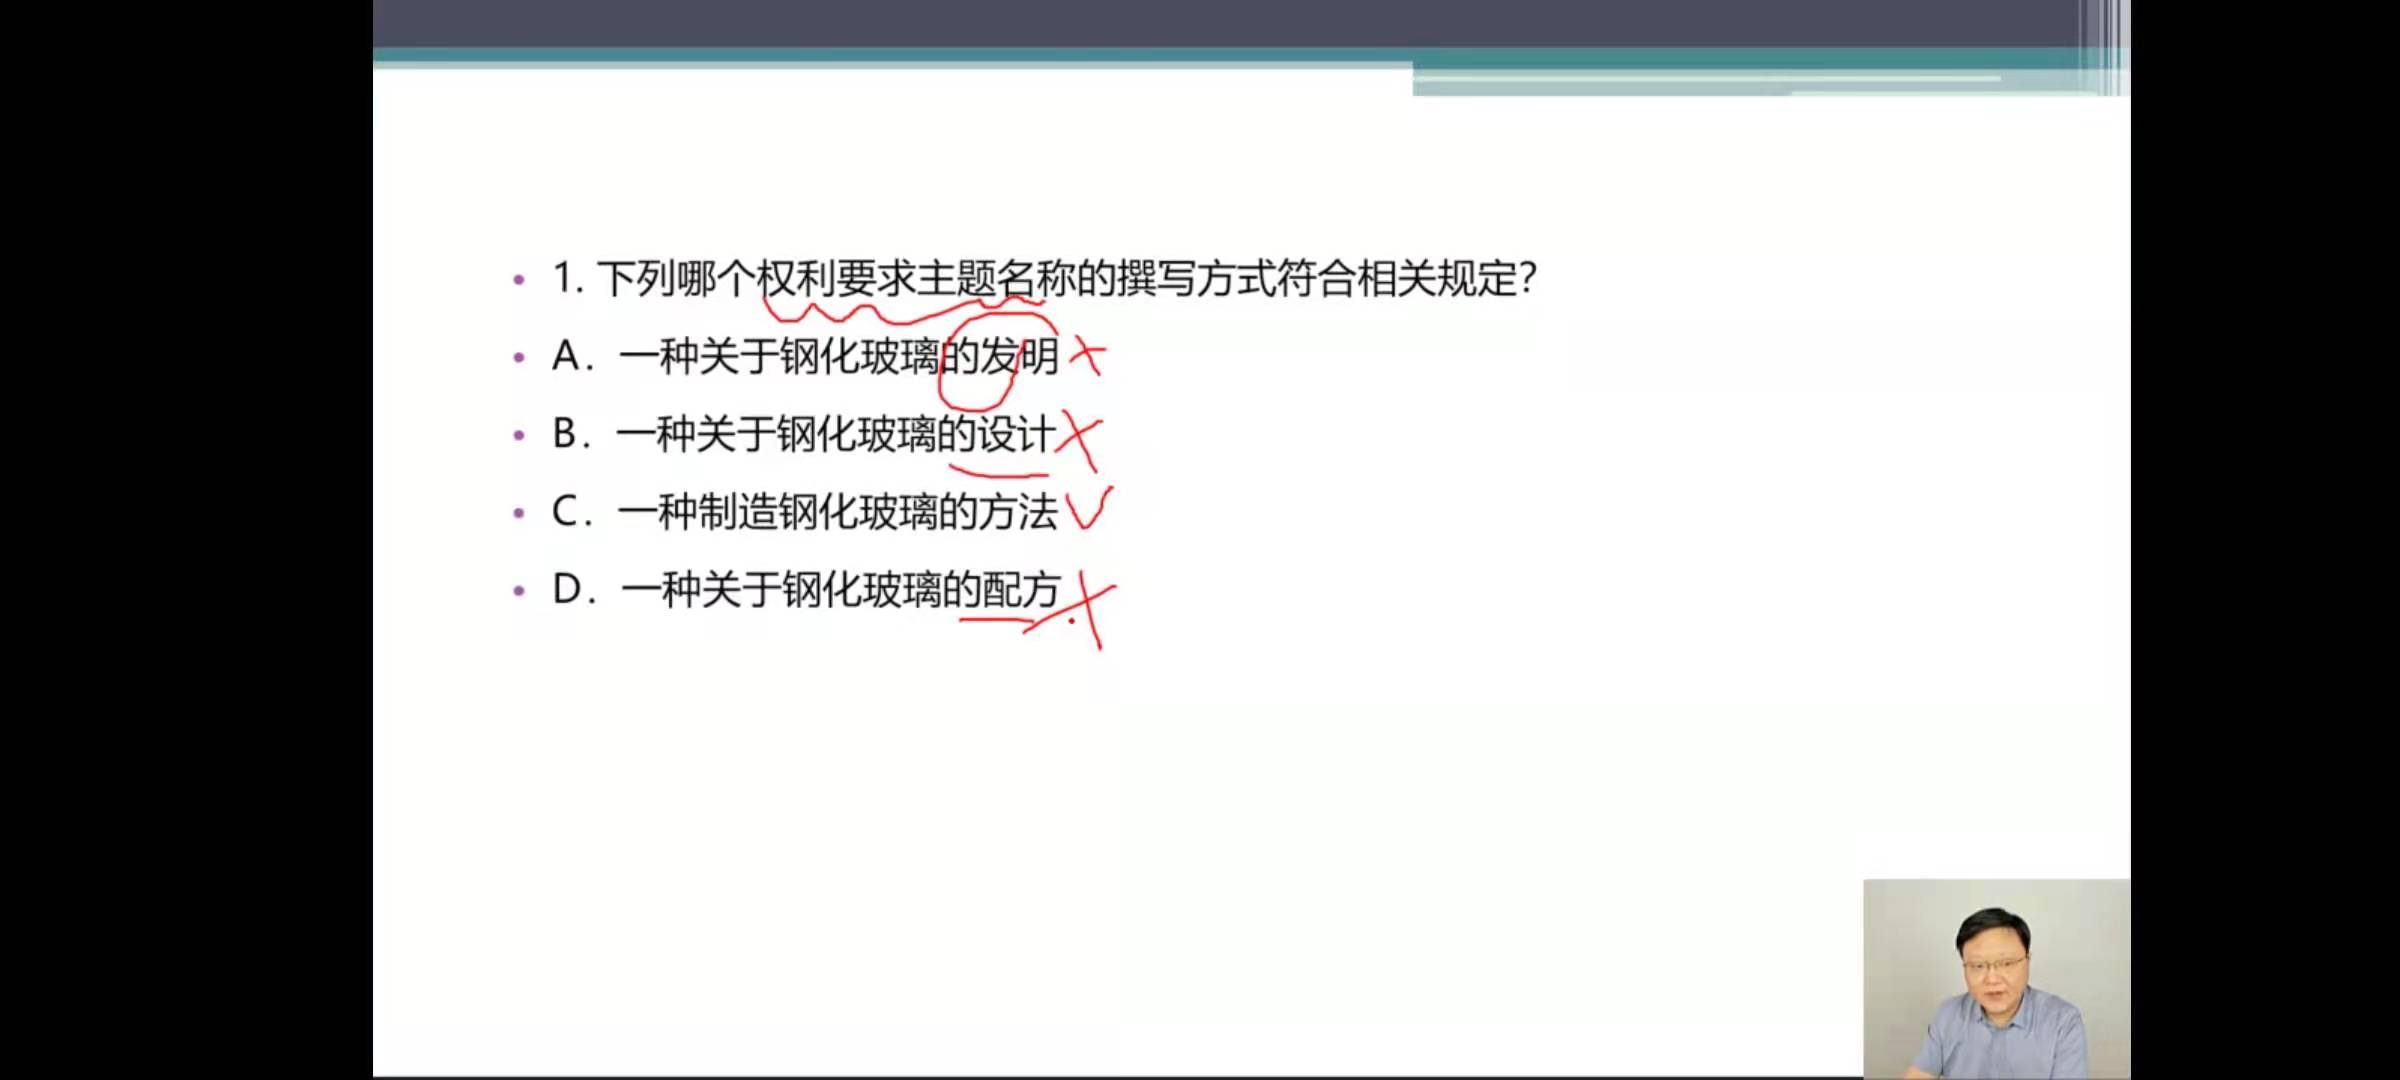 1. 下列哪个权利要求主题名称的撰写方式符合相关规定?
A. 一种关于钢化玻璃的发明
B. 一种关于钢化玻璃的设计
C. 一种制造钢化玻璃的方法
D. 一种关于钢化玻璃的配方